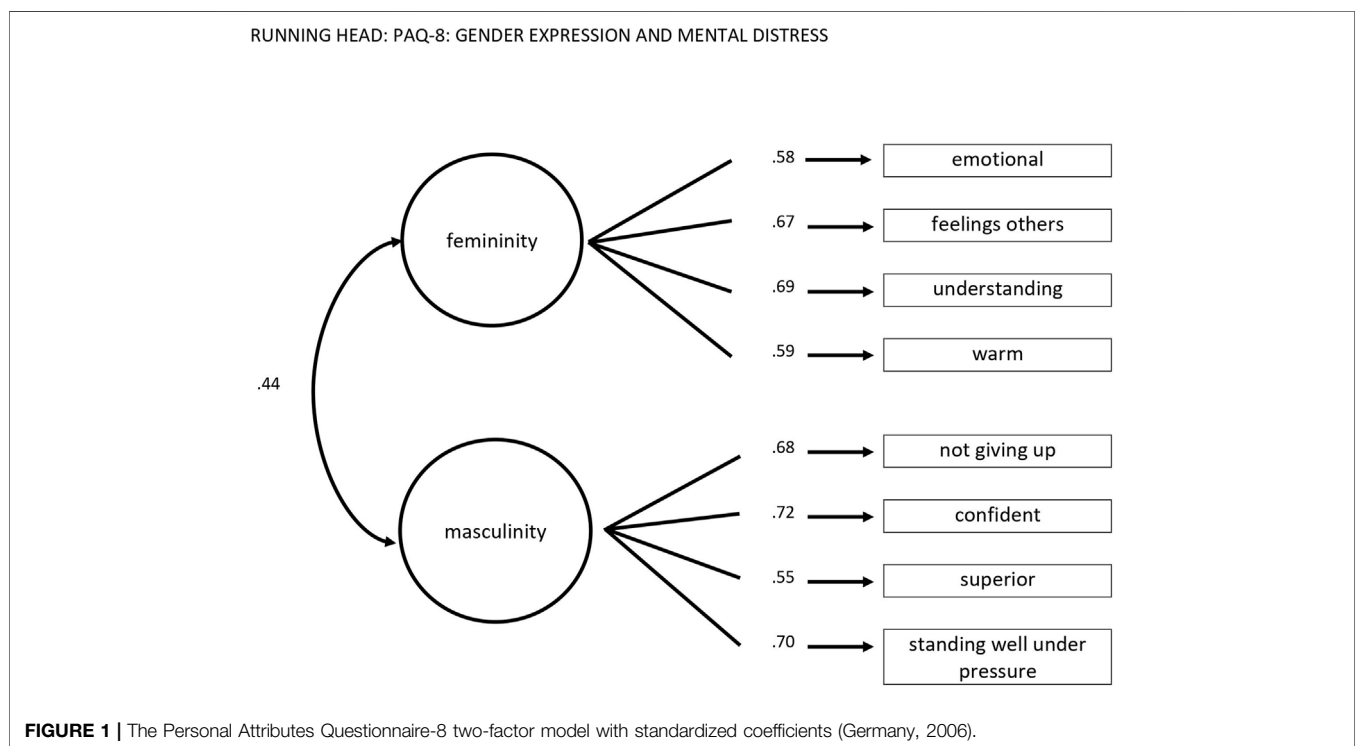 RUNNING HEAD: PAQ-8: GENDER EXPRESSION AND MENTAL DISTRESS
femininity
.58
emotional
.67
feelings others
.69
understanding
.59
warm
.44
masculinity
.68
not giving up
.72
confident
.55
superior
.70
standing well under
pressure
FIGURE 1 | The Personal Attributes Questionnaire-8 two-factor model with standardized coefficients (Germany, 2006).